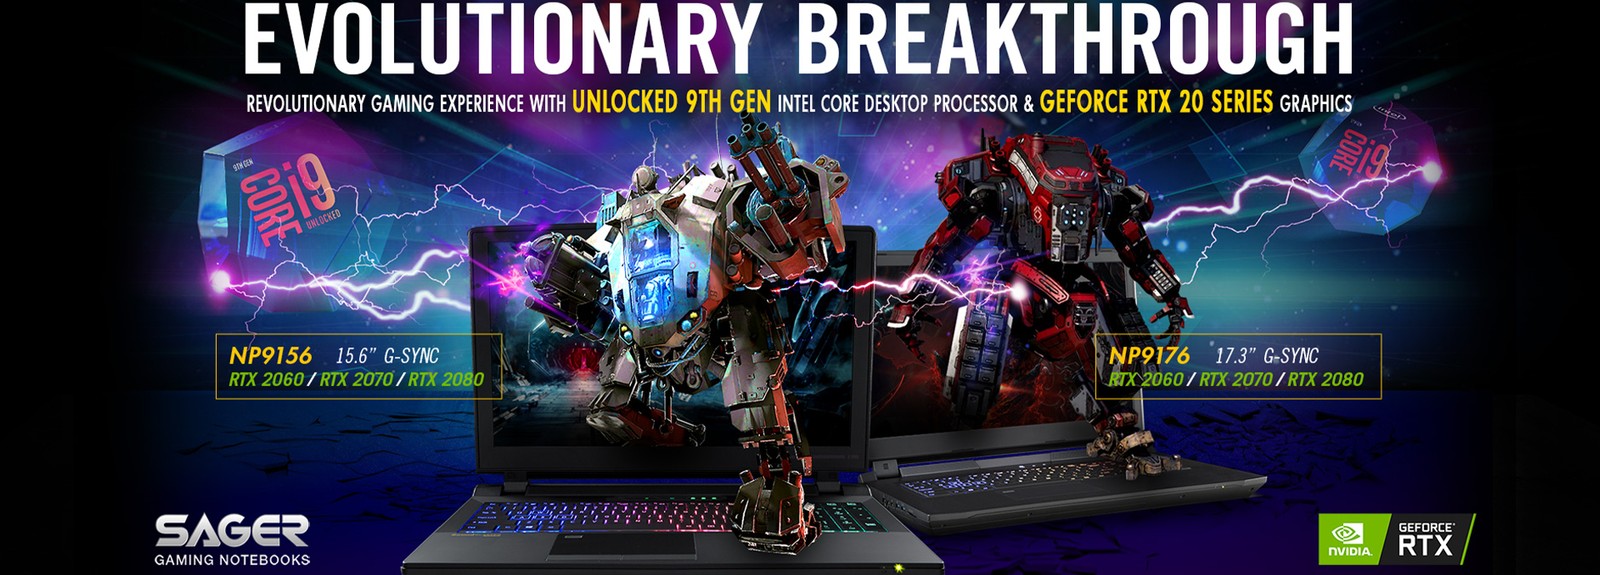 EVOLUTIONARY BREAKTHROUGH
REVOLUTIONARY GAMING EXPERIENCE WITH UNLOCKED 9TH GEN INTEL CORE DESKTOP PROCESSOR & GEFORCE RTX 20 SERIES GRAPHICS
9TH GEN
CORE i9
UNLOCKED
CORE i9
NP9156 15.6" G-SYNC
RTX 2060 / RTX 2070 / RTX 2080
NP9176 17.3" G-SYNC
RTX 2060 / RTX 2070 / RTX 2080
SAGER
GAMING NOTEBOOKS
NVIDIA.
GEFORCE
RTX